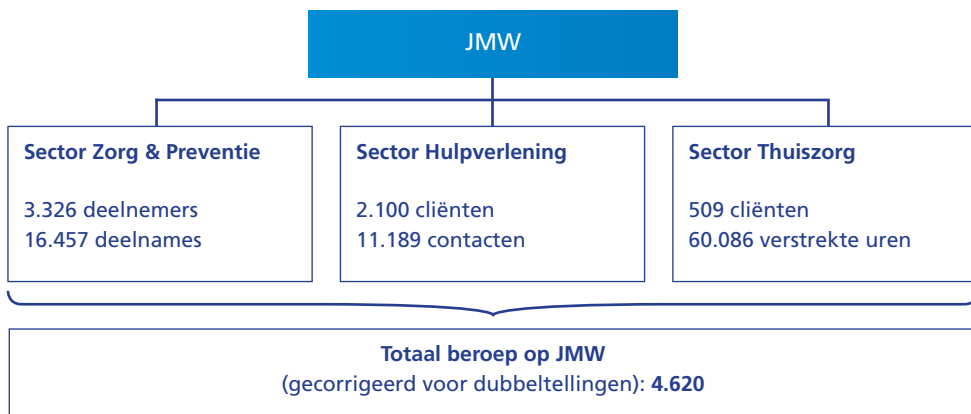 JMW
Sector Zorg & Preventie
3.326 deelnemers
16.457 deelnames
Sector Hulpverlening
2.100 cliënten
11.189 contacten
Sector Thuiszorg
509 cliënten
60.086 verstrekte uren
Totaal beroep op JMW
(gecorrigeerd voor dubbeltellingen): 4.620